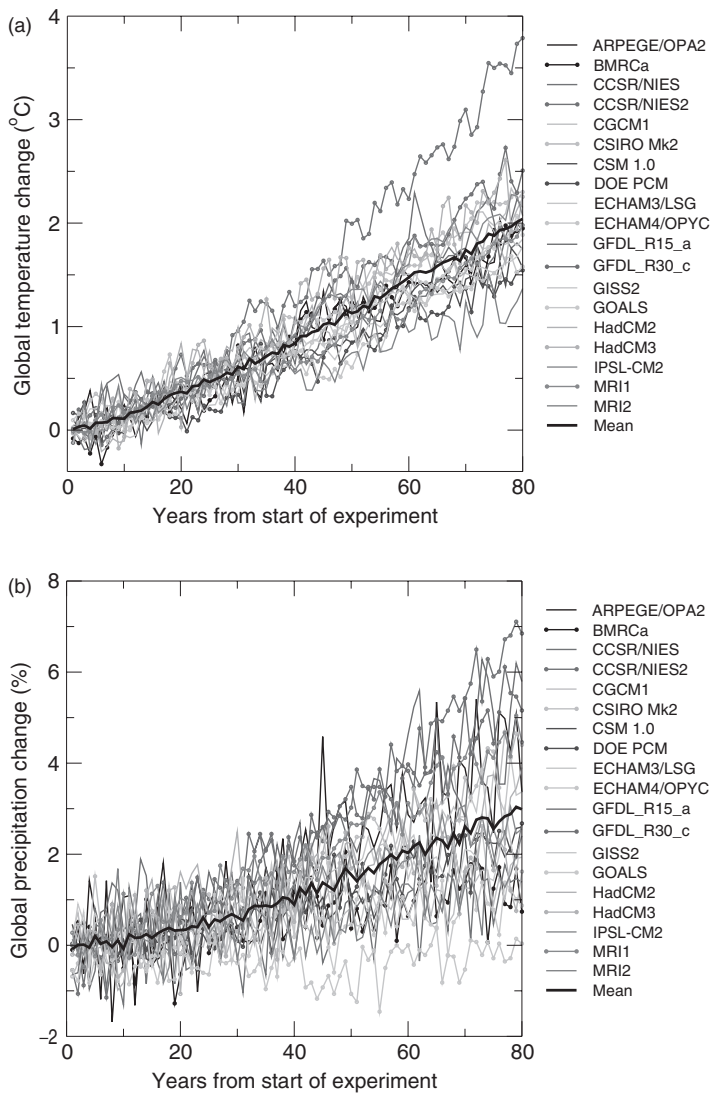 (a)
4
3
2
1
0
Global temperature change (°C)
0 20 40 60 80
Years from start of experiment
ARPEGE/OPA2
BMRCa
CCSR/NIES
CCSR/NIES2
CGCM1
CSIRO Mk2
CSM 1.0
DOE PCM
ECHAM3/LSG
ECHAM4/OPYC
GFDL_R15_a
GFDL_R30_c
GISS2
GOALS
HadCM2
HadCM3
IPSL-CM2
MRI1
MRI2
Mean
(b)
8
6
4
2
0
−2
Global precipitation change (%)
0 20 40 60 80
Years from start of experiment
ARPEGE/OPA2
BMRCa
CCSR/NIES
CCSR/NIES2
CGCM1
CSIRO Mk2
CSM 1.0
DOE PCM
ECHAM3/LSG
ECHAM4/OPYC
GFDL_R15_a
GFDL_R30_c
GISS2
GOALS
HadCM2
HadCM3
IPSL-CM2
MRI1
MRI2
Mean